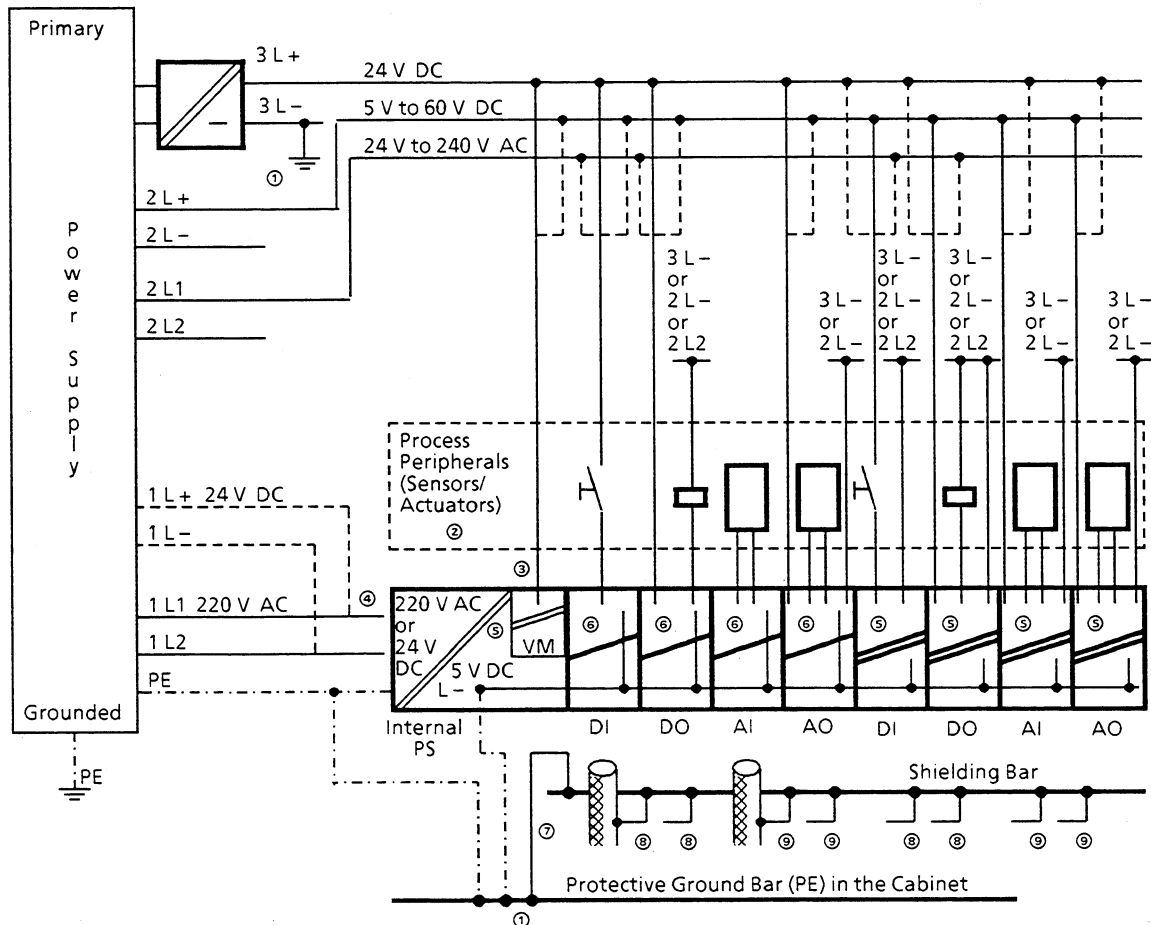 Primary
3 L+
24 V DC
3 L-
5 V to 60 V DC
24 V to 240 V AC
①
2 L+
2 L-
2 L1
2 L2
Power Supply
3 L-
or
2 L-
or
2 L2
3 L-
or
2 L-
3 L-
or
2 L-
or
2 L2
3 L-
or
2 L-
or
2 L2
3 L-
or
2 L-
3 L-
or
2 L-
Process
Peripherals
(Sensors/
Actuators)
②
1 L+ 24 V DC
1 L-
③
1 L1 220 V AC
④
1 L2
PE
Grounded
PE
220 V AC
or
24 V
DC
5 V DC
L-
Ⓢ
VM
⑥
⑥
⑥
⑥
Ⓢ
Ⓢ
Ⓢ
Ⓢ
Internal
PS
DI
DO
AI
AO
DI
DO
AI
AO
Shielding Bar
⑦
⑧
⑧
⑨
⑨
⑧
⑧
⑨
⑨
Protective Ground Bar (PE) in the Cabinet
①